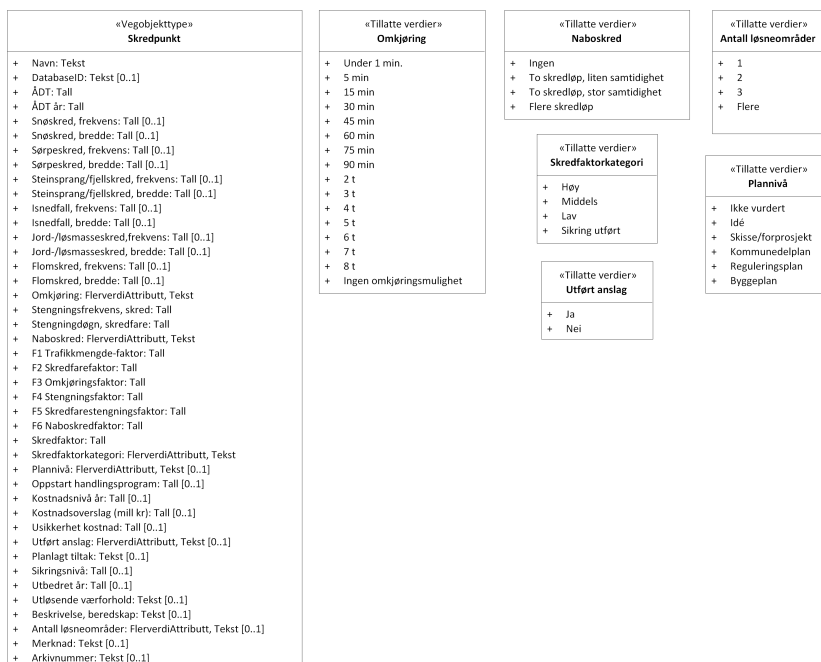 «Vegobjekttype»
Skredpunkt
+ Navn: Tekst
+ DatabaseID: Tekst [0..1]
+ ÅDT: Tall
+ ÅDT år: Tall
+ Snøskred, frekvens: Tall [0..1]
+ Snøskred, bredde: Tall [0..1]
+ Sørpeskred, frekvens: Tall [0..1]
+ Sørpeskred, bredde: Tall [0..1]
+ Steinsprang/fjellskred, frekvens: Tall [0..1]
+ Steinsprang/fjellskred, bredde: Tall [0..1]
+ Isnedfall, frekvens: Tall [0..1]
+ Isnedfall, bredde: Tall [0..1]
+ Jord-/løsmasseskred,frekvens: Tall [0..1]
+ Jord-/løsmasseskred, bredde: Tall [0..1]
+ Flomskred, frekvens: Tall [0..1]
+ Flomskred, bredde: Tall [0..1]
+ Omkjøring: FlerverdiAttributt, Tekst
+ Stengningsfrekvens, skred: Tall
+ Stengningdøgn, skredfare: Tall
+ Naboskred: FlerverdiAttributt, Tekst
+ F1 Trafikkmengde-faktor: Tall
+ F2 Skredfarefaktor: Tall
+ F3 Omkjøringsfaktor: Tall
+ F4 Stengningsfaktor: Tall
+ F5 Skredfarestengningsfaktor: Tall
+ F6 Naboskredfaktor: Tall
+ Skredfaktor: Tall
+ Skredfaktorkategori: FlerverdiAttributt, Tekst
+ Plannivå: FlerverdiAttributt, Tekst [0..1]
+ Oppstart handlingsprogram: Tall [0..1]
+ Kostnadsnivå år: Tall [0..1]
+ Kostnadsoverslag (mill kr): Tall [0..1]
+ Usikkerhet kostnad: Tall [0..1]
+ Utført anslag: FlerverdiAttributt, Tekst [0..1]
+ Planlagt tiltak: Tekst [0..1]
+ Sikringsnivå: Tall [0..1]
+ Utbedret år: Tall [0..1]
+ Utløsende værforhold: Tekst [0..1]
+ Beskrivelse, beredskap: Tekst [0..1]
+ Antall løsneområder: FlerverdiAttributt, Tekst [0..1]
+ Merknad: Tekst [0..1]
+ Arkivnummer: Tekst [0..1]
«Tillatte verdier»
Omkjøring
+ Under 1 min.
+ 5 min
+ 15 min
+ 30 min
+ 45 min
+ 60 min
+ 75 min
+ 90 min
+ 2 t
+ 3 t
+ 4 t
+ 5 t
+ 6 t
+ 7 t
+ 8 t
+ Ingen omkjøringsmulighet
«Tillatte verdier»
Naboskred
+ Ingen
+ To skredløp, liten samtidighet
+ To skredløp, stor samtidighet
+ Flere skredløp
«Tillatte verdier»
Skredfaktorkategori
+ Høy
+ Middels
+ Lav
+ Sikring utført
«Tillatte verdier»
Utført anslag
+ Ja
+ Nei
«Tillatte verdier»
Antall løsneområder
+ 1
+ 2
+ 3
+ Flere
«Tillatte verdier»
Plannivå
+ Ikke vurdert
+ Idé
+ Skisse/forprosjekt
+ Kommunedelplan
+ Reguleringsplan
+ Byggeplan